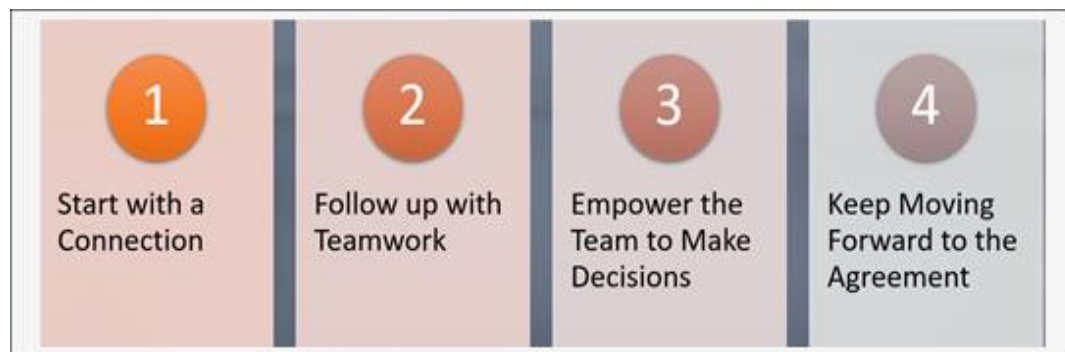 1
Start with a
Connection
2
Follow up with
Teamwork
3
Empower the
Team to Make
Decisions
4
Keep Moving
Forward to the
Agreement